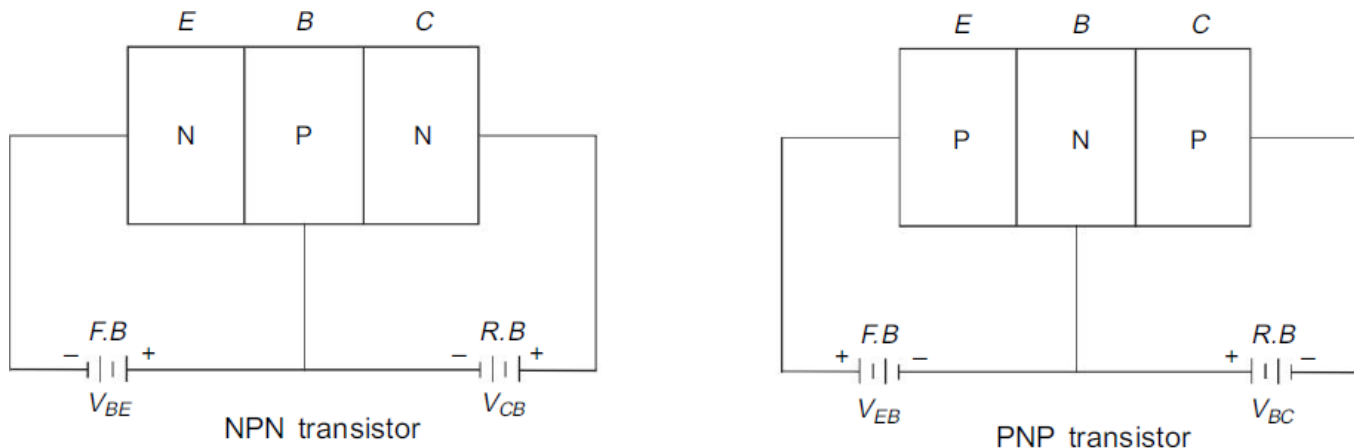 E B C
N P N
F.B
– +
V_BE
R.B
– +
V_CB
NPN transistor
E B C
P N P
F.B
+ –
V_EB
R.B
+ –
V_BC
PNP transistor